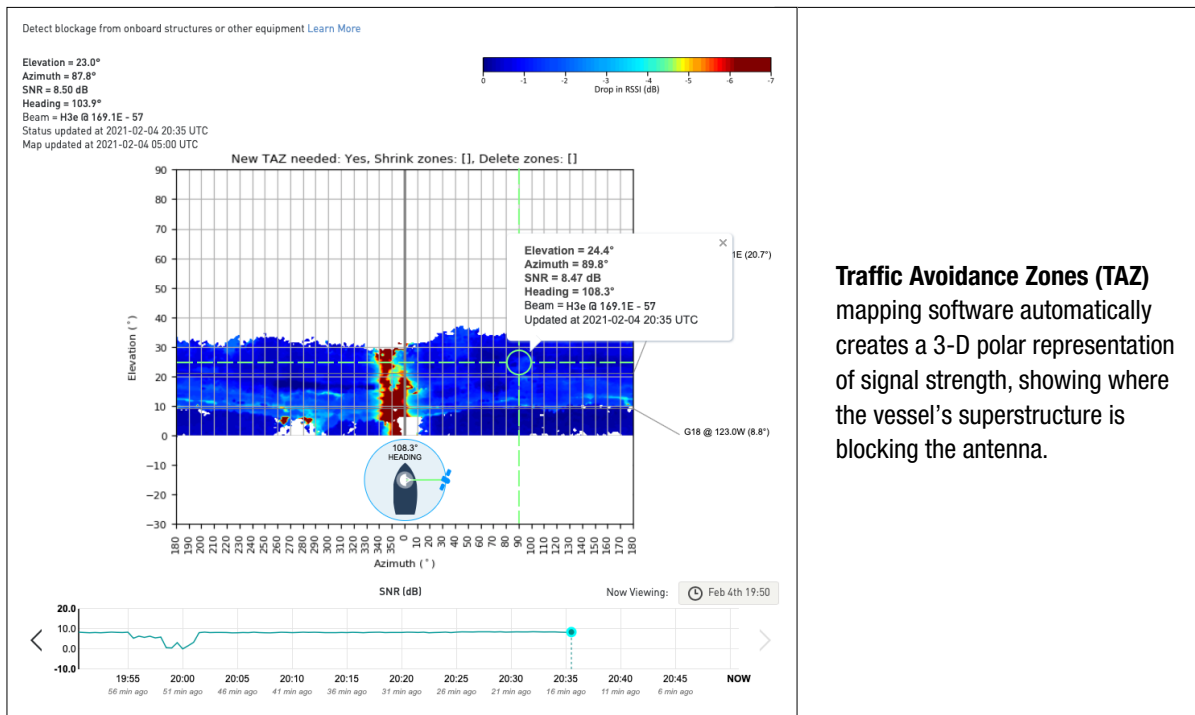 Detect blockage from onboard structures or other equipment Learn More
Elevation = 23.0°
Azimuth = 87.8°
SNR = 8.50 dB
Heading = 103.9°
Beam = H3e @ 169.1E - 57
Status updated at 2021-02-04 20:35 UTC
Map updated at 2021-02-04 05:00 UTC
0 -1 -2 -3 -4 -5 -6 -7
Drop in RSSI (dB)
New TAZ needed: Yes, Shrink zones: [], Delete zones: []
90
80
70
60
50
40
30
20
10
0
−10
−20
−30
Elevation (°)
Elevation = 24.4°
Azimuth = 89.8°
SNR = 8.47 dB
Heading = 108.3°
Beam = H3e @ 169.1E - 57
Updated at 2021-02-04 20:35 UTC
1E (20.7°)
G18 @ 123.0W (8.8°)
108.3°
HEADING
180 190 200 210 220 230 240 250 260 270 280 290 300 310 320 330 340 350 0 10 20 30 40 50 60 70 80 90 100 110 120 130 140 150 160 170 180
Azimuth (°)
SNR (dB)
Now Viewing: Feb 4th 19:50
20.0
10.0
0.0
-10.0
19:55 20:00 20:05 20:10 20:15 20:20 20:25 20:30 20:35 20:40 20:45 NOW
56 min ago 51 min ago 46 min ago 41 min ago 36 min ago 31 min ago 26 min ago 21 min ago 16 min ago 11 min ago 6 min ago
Traffic Avoidance Zones (TAZ)
mapping software automatically
creates a 3-D polar representation
of signal strength, showing where
the vessel’s superstructure is
blocking the antenna.